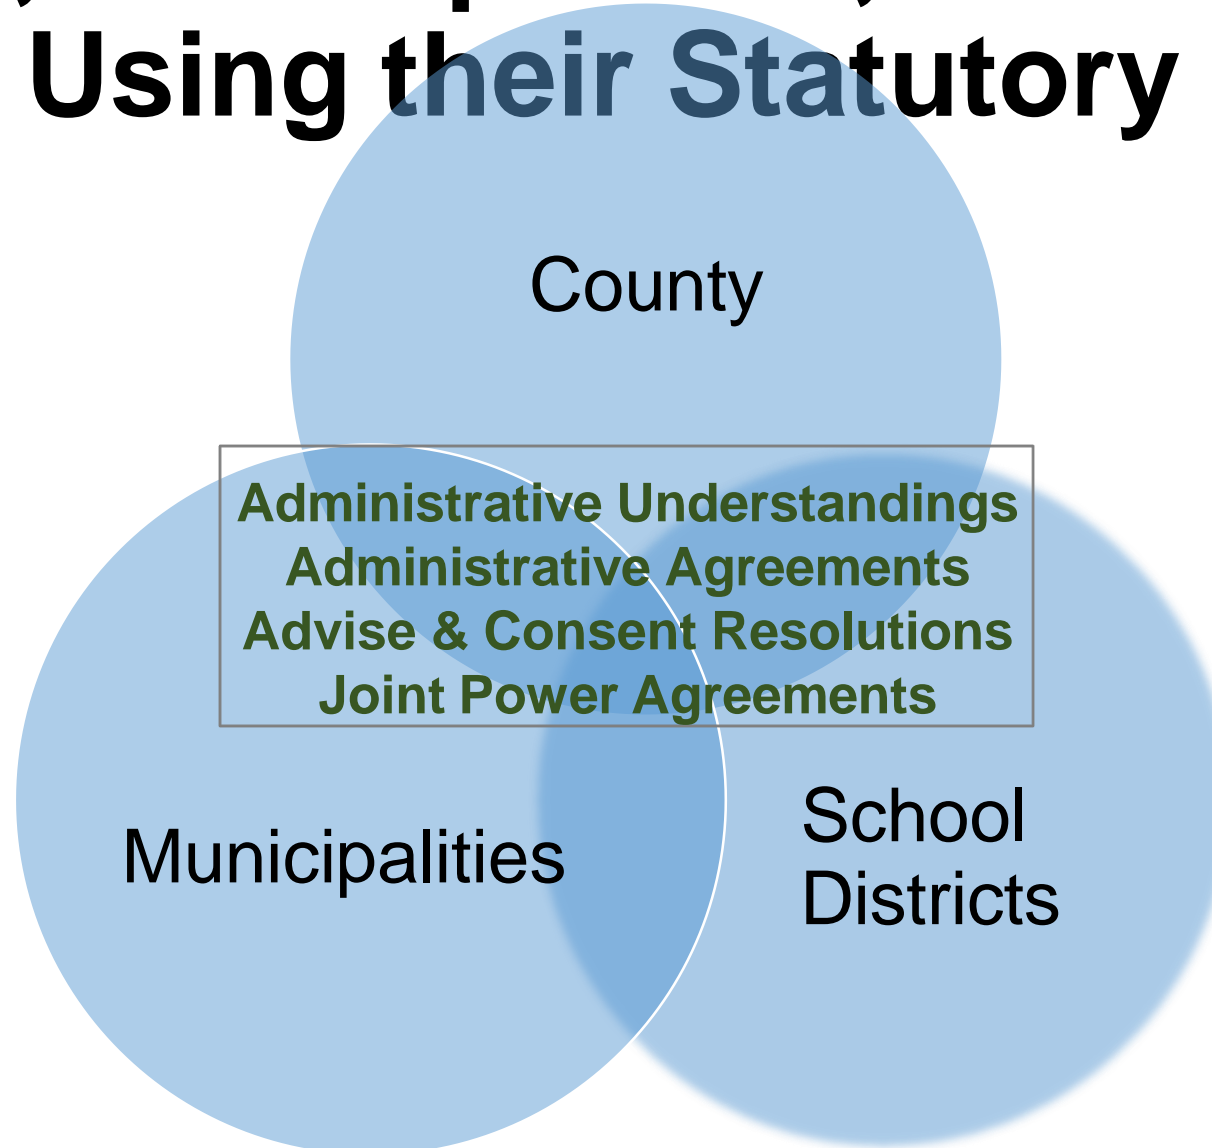 Using their Statutory
County
Administrative Understandings
Administrative Agreements
Advise & Consent Resolutions
Joint Power Agreements
Municipalities
School
Districts